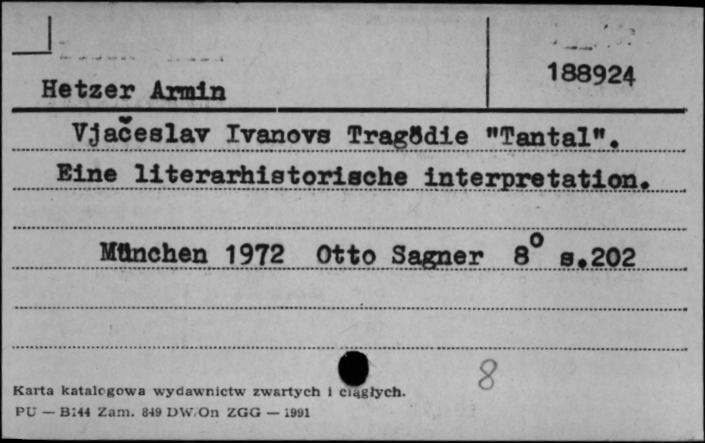 188924
Hetzer Armin
Vjačeslav Ivanovs Tragödie "Tantal".
Eine literarhistorische interpretation.
München 1972 Otto Sagner 8⁰ s.202
8
Karta katalogowa wydawnictw zwartych i ciągłych.
PU — B144 Zam. 849 DW/On ZGG — 1991